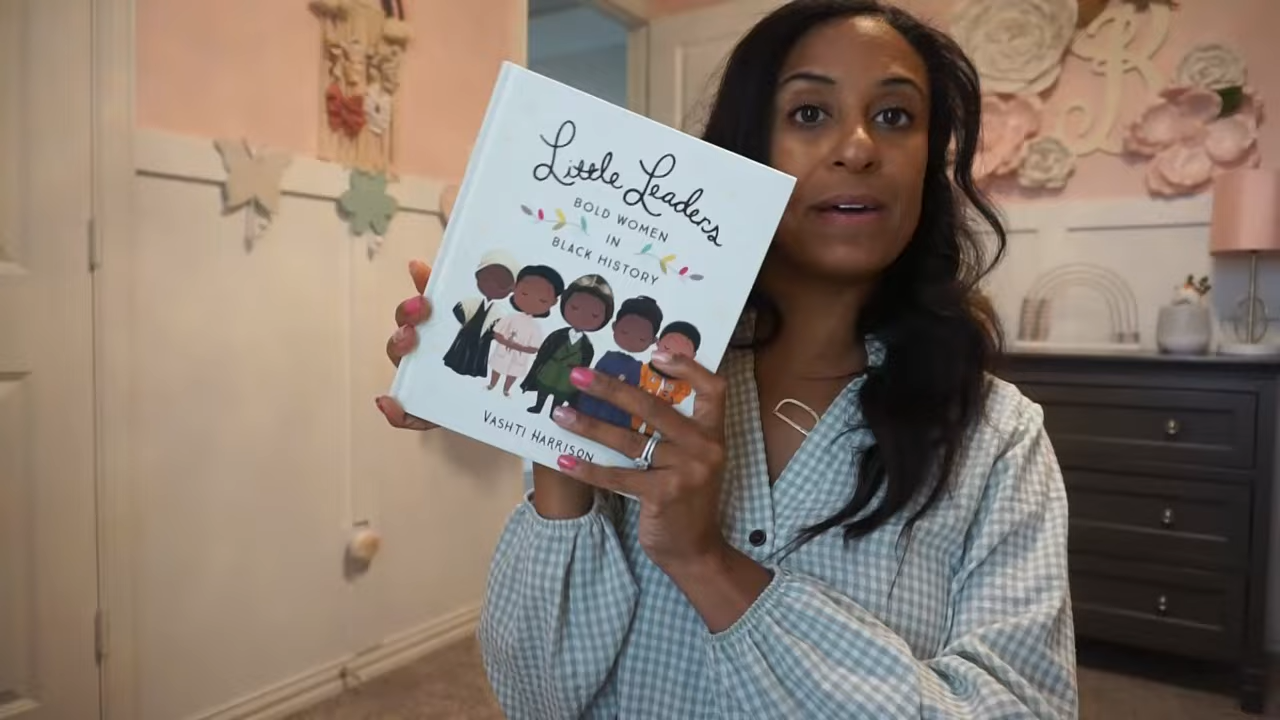 Little Leaders
BOLD WOMEN
IN
BLACK HISTORY
VASHTI HARRISON